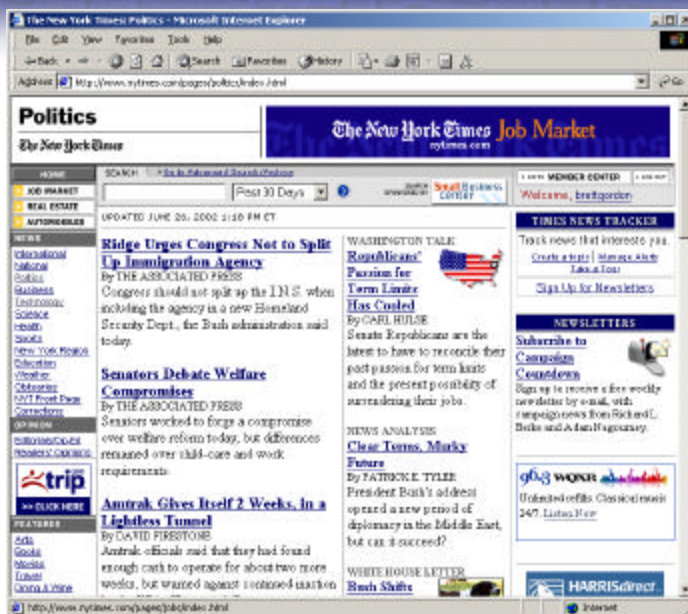 The New York Times: Politics - Microsoft Internet Explorer
File Edit View Favorites Tools Help
Back Search Favorites History
Address http://www.nytimes.com/pages/politics/index.html Go
Politics
The New York Times
The New York Times Job Market
nytimes.com
HOME
JOB MARKET
REAL ESTATE
AUTOMOBILES
NEWS
International
National
Politics
Business
Technology
Science
Health
Sports
New York Region
Education
Weather
Obituaries
NYT Front Page
Corrections
OPINION
Editorials/Op-Ed
Readers' Opinions
trip
>> CLICK HERE
FEATURES
Arts
Books
Movies
Travel
Dining & Wine
SEARCH Go to Advanced Search/Archive
Past 30 Days
Small Business
Center
UPDATED JUNE 26, 2002 1:18 PM ET
Ridge Urges Congress Not to Split
Up Immigration Agency
By THE ASSOCIATED PRESS
Congress should not split up the I.N.S. when
including the agency in a new Homeland
Security Dept., the Bush administration said
today.
Senators Debate Welfare
Compromises
By THE ASSOCIATED PRESS
Senators worked to forge a compromise
over welfare reform today, but differences
remained over child-care and work
requirements.
Amtrak Gives Itself 2 Weeks, in a
Lightless Tunnel
By DAVID FIRESTONE
Amtrak officials said that they had found
enough cash to operate for about two more
weeks, but warned against continued inaction
WASHINGTON TALK
Republicans'
Passion for
Term Limits
Has Cooled
By CARL HULSE
Senate Republicans are the
latest to have to reconcile their
past passion for term limits
and the present possibility of
surrendering their jobs.
NEWS ANALYSIS
Clear Terms, Murky
Future
By PATRICK E. TYLER
President Bush's address
opened a new period of
diplomacy in the Middle East,
but can it succeed?
WHITE HOUSE LETTER
Bush Shifts
MEMBER CENTER
Welcome, brettgordon
TIMES NEWS TRACKER
Track news that interests you.
Create alerts | Manage Alerts
Take a Tour
Sign Up for Newsletters
NEWSLETTERS
Subscribe to
Campaign
Countdown
Sign up to receive a free weekly
newsletter by e-mail, with
campaign news from Richard L.
Berke and Adam Nagourney.
96.3 WQXR
Unlimited refills. Classical music
24/7. Listen Now
HARRISdirect
http://www.nytimes.com/pages/jobs/index.html Internet